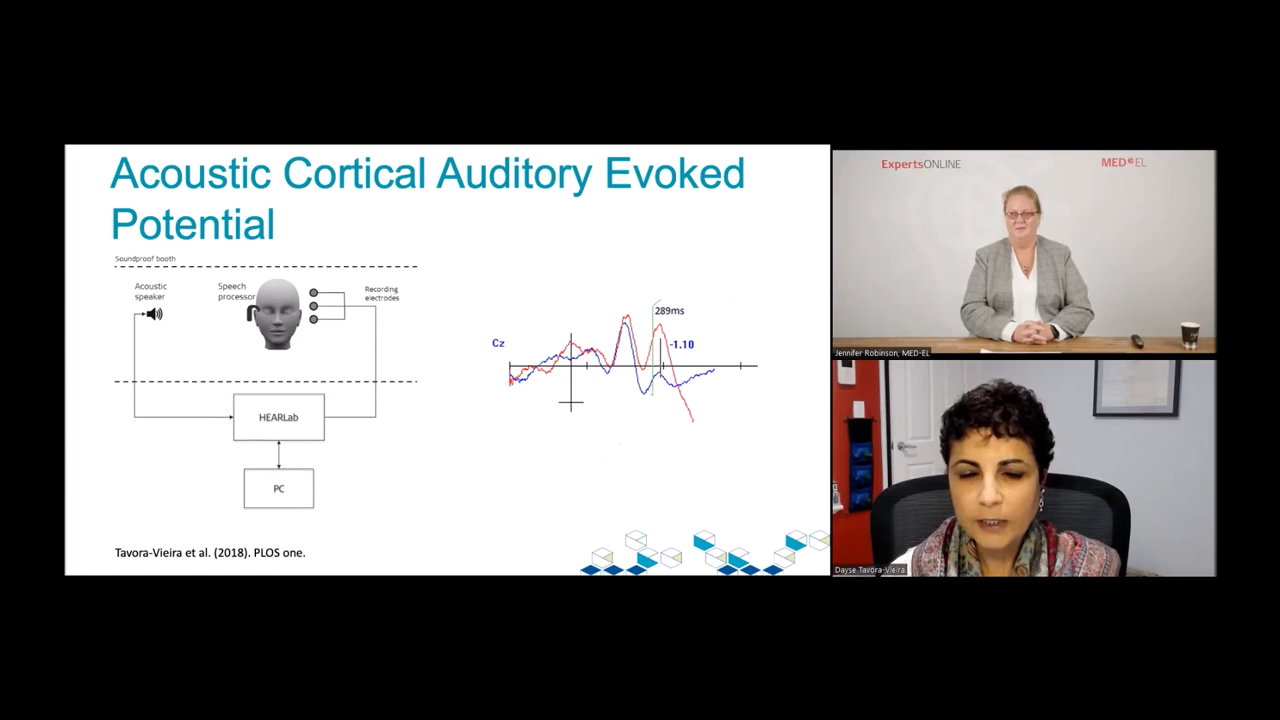 Acoustic Cortical Auditory Evoked
Potential
Soundproof booth
Acoustic
speaker
Speech
processor
Recording
electrodes
HEARLab
PC
289ms
Cz
-1.10
Tavora-Vieira et al. (2018). PLOS one.
ExpertsONLINE
MED EL
Jennifer Robinson, MED-EL
Dayse Tavora-Vieira